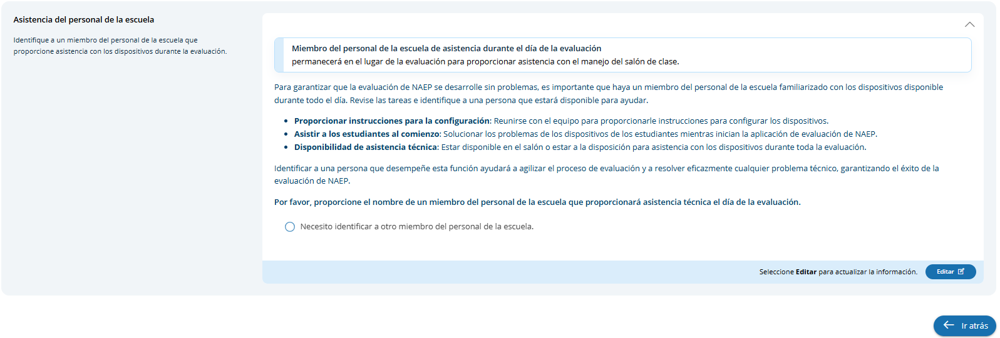 Asistencia del personal de la escuela
Identifique a un miembro del personal de la escuela que
proporcione asistencia con los dispositivos durante la evaluación.
Miembro del personal de la escuela de asistencia durante el día de la evaluación
permanecerá en el lugar de la evaluación para proporcionar asistencia con el manejo del salón de clase.
Para garantizar que la evaluación de NAEP se desarrolle sin problemas, es importante que haya un miembro del personal de la escuela familiarizado con los dispositivos disponible
durante todo el día. Revise las tareas e identifique a una persona que estará disponible para ayudar.
• Proporcionar instrucciones para la configuración: Reunirse con el equipo para proporcionarle instrucciones para configurar los dispositivos.
• Asistir a los estudiantes al comienzo: Solucionar los problemas de los dispositivos de los estudiantes mientras inician la aplicación de evaluación de NAEP.
• Disponibilidad de asistencia técnica: Estar disponible en el salón o estar a la disposición para asistencia con los dispositivos durante toda la evaluación.
Identificar a una persona que desempeñe esta función ayudará a agilizar el proceso de evaluación y a resolver eficazmente cualquier problema técnico, garantizando el éxito de la
evaluación de NAEP.
Por favor, proporcione el nombre de un miembro del personal de la escuela que proporcionará asistencia técnica el día de la evaluación.
Necesito identificar a otro miembro del personal de la escuela.
Seleccione Editar para actualizar la información.
Editar
Ir atrás